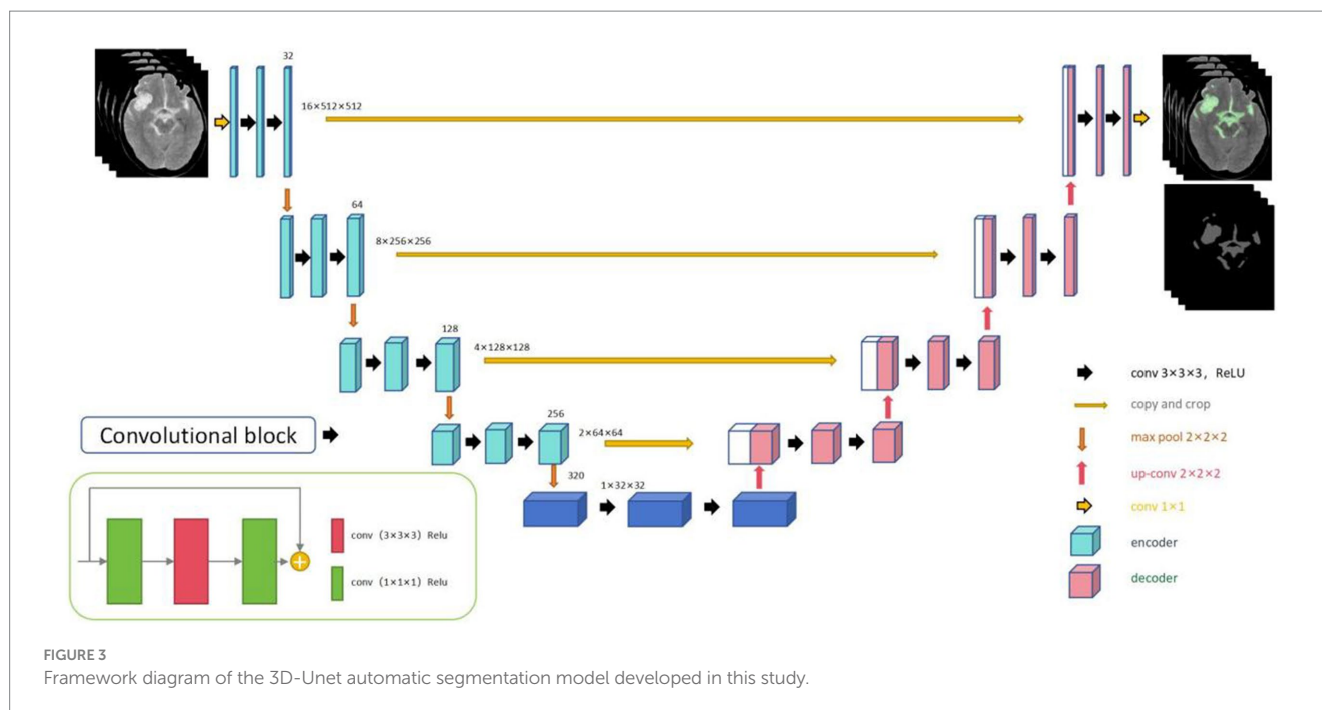 32
16×512×512
64
8×256×256
128
4×128×128
256
2×64×64
320
1×32×32
Convolutional block
conv (3×3×3) Relu
conv (1×1×1) Relu
conv 3×3×3, ReLU
copy and crop
max pool 2×2×2
up-conv 2×2×2
conv 1×1
encoder
decoder
FIGURE 3
Framework diagram of the 3D-Unet automatic segmentation model developed in this study.